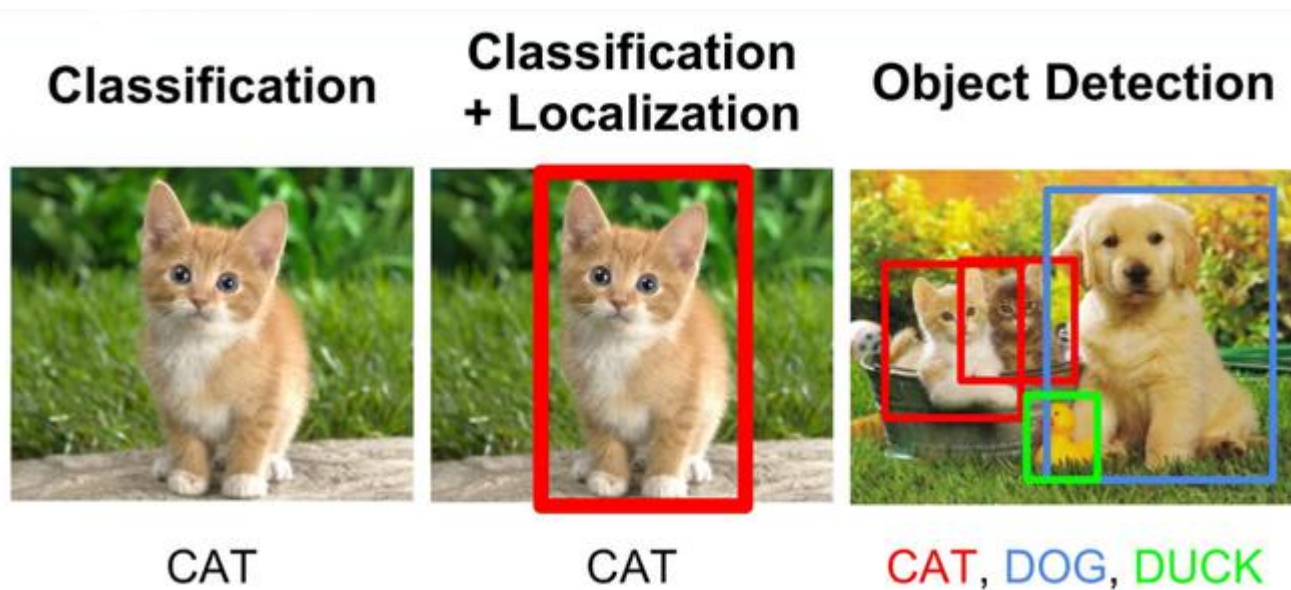 Classification
Classification
+ Localization
Object Detection
CAT
CAT
CAT, DOG, DUCK